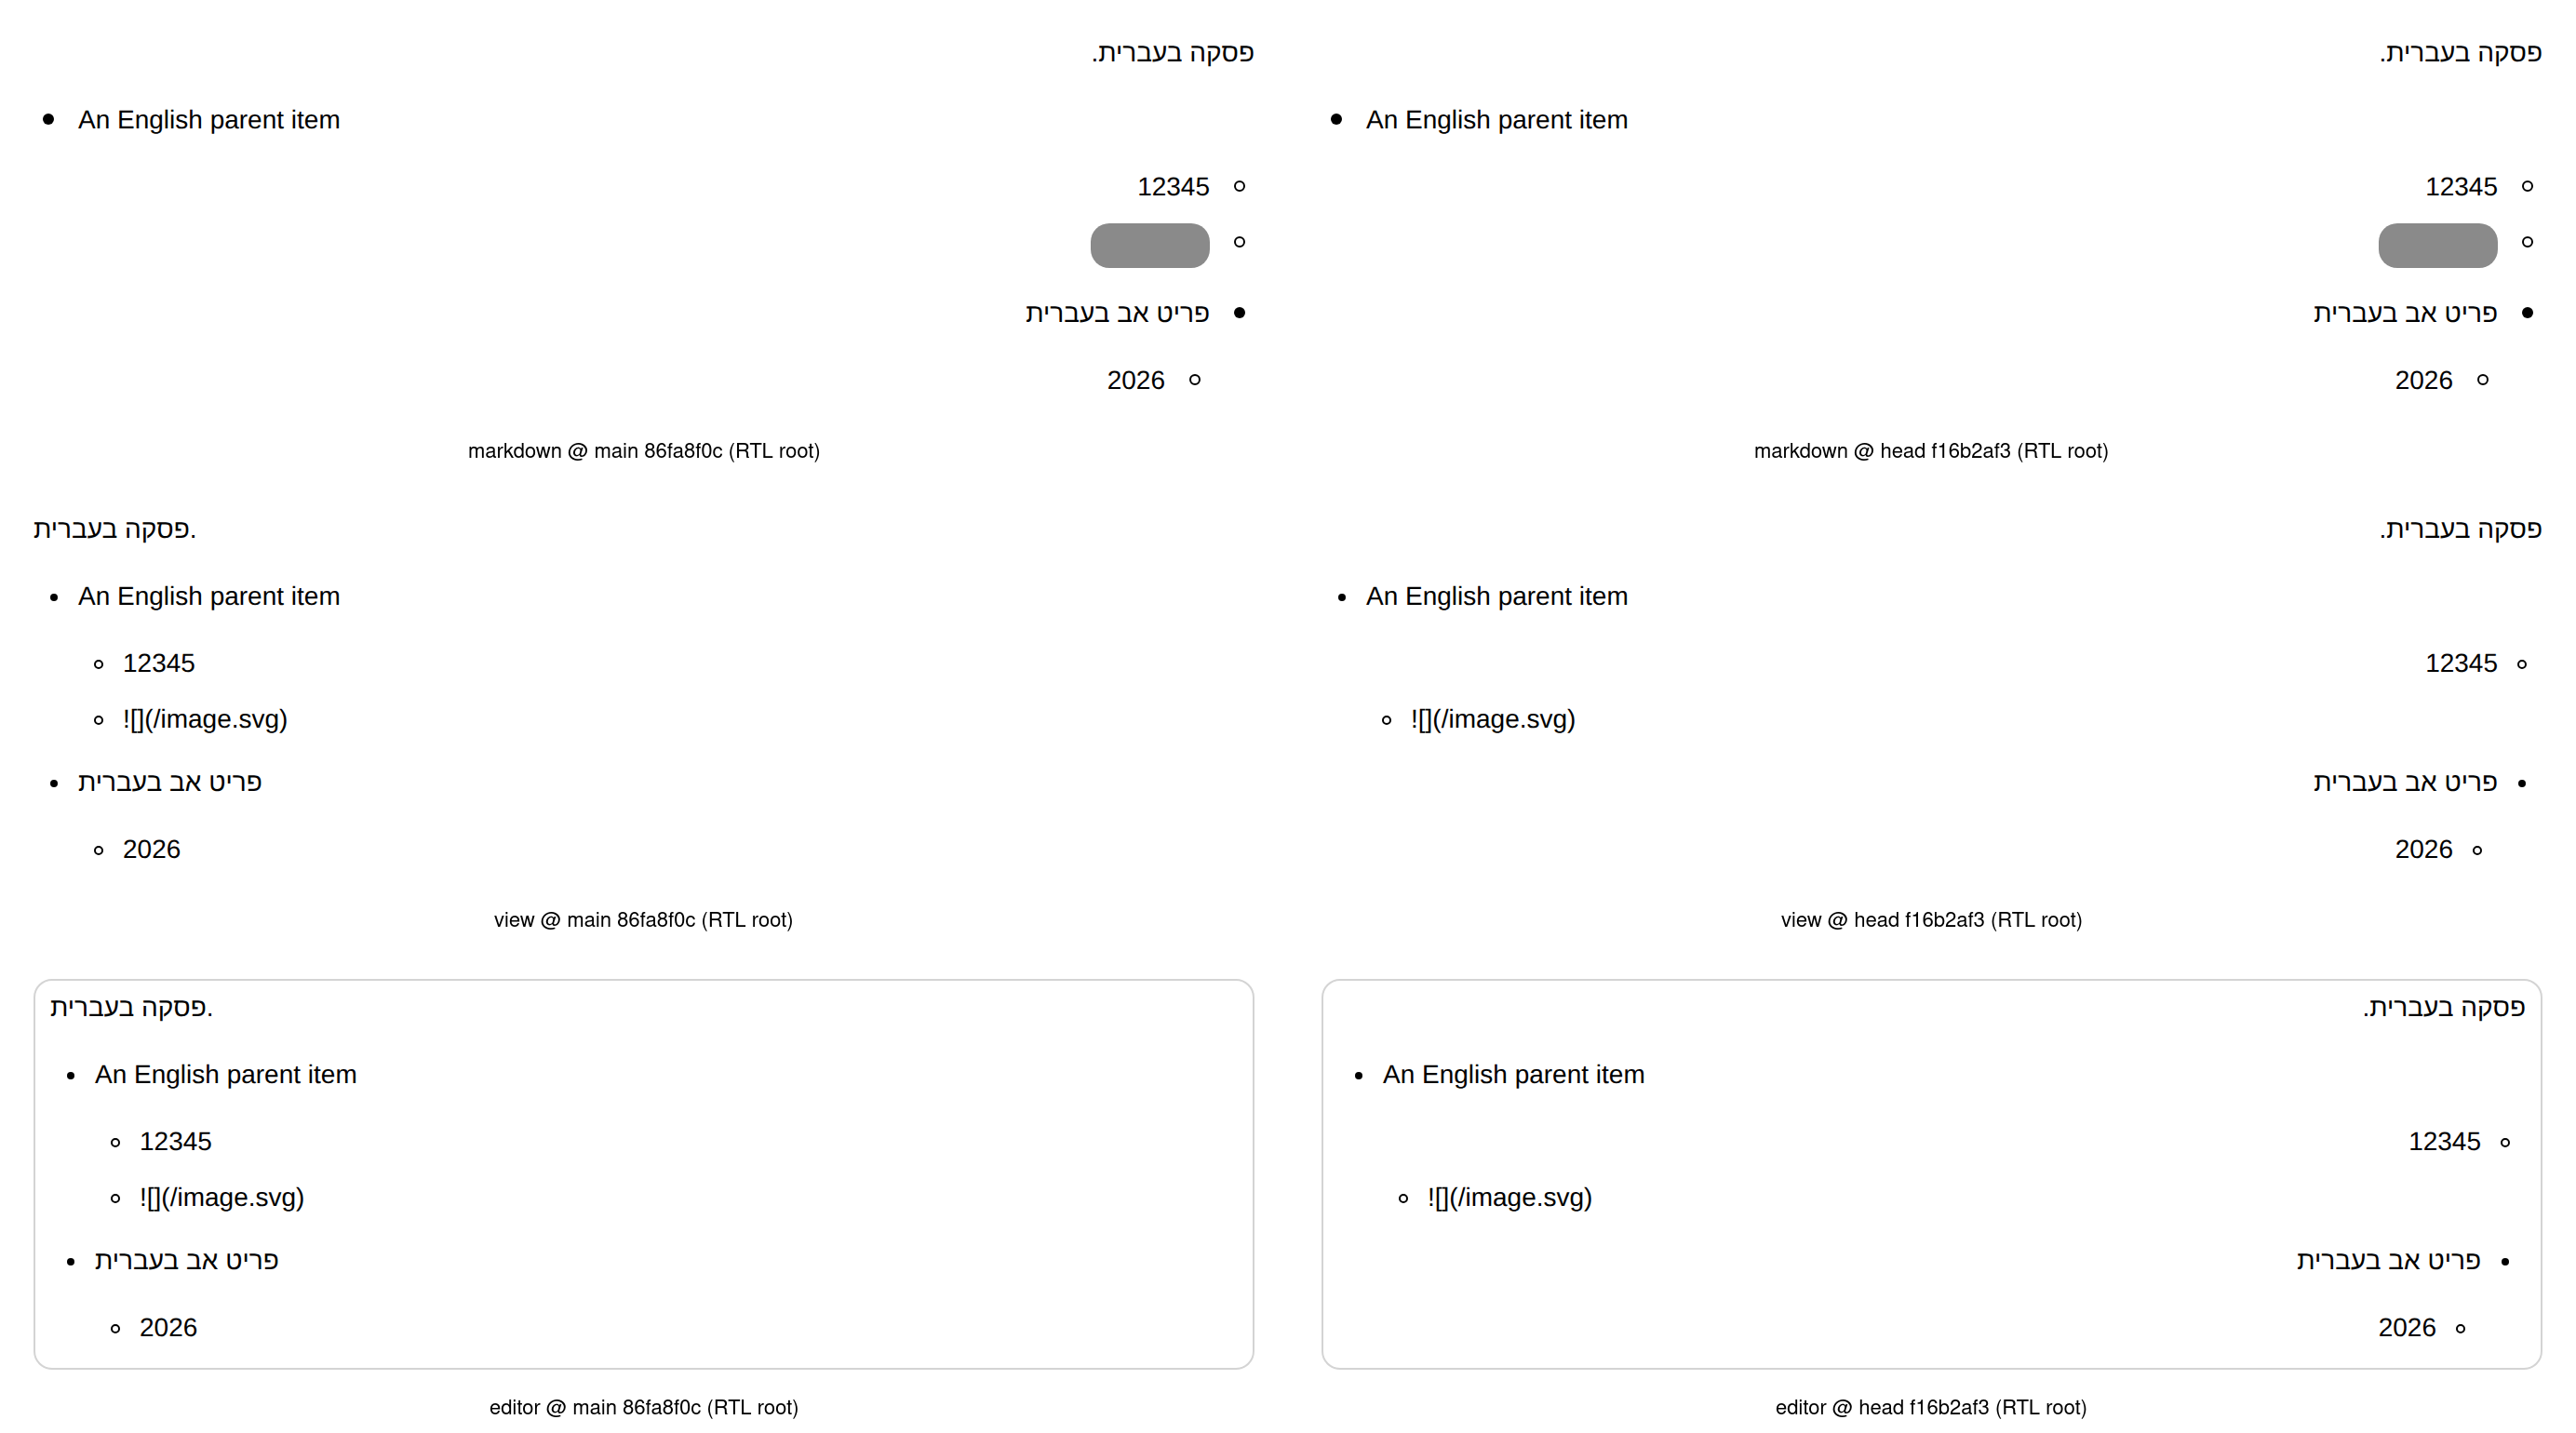 פסקה בעברית.
An English parent item
12345
פריט אב בעברית
2026
markdown @ main 86fa8f0c (RTL root)
פסקה בעברית.
An English parent item
12345
פריט אב בעברית
2026
markdown @ head f16b2af3 (RTL root)
פסקה בעברית.
An English parent item
12345
![](/image.svg)
פריט אב בעברית
2026
view @ main 86fa8f0c (RTL root)
פסקה בעברית.
An English parent item
12345
![](/image.svg)
פריט אב בעברית
2026
view @ head f16b2af3 (RTL root)
פסקה בעברית.
An English parent item
12345
![](/image.svg)
פריט אב בעברית
2026
editor @ main 86fa8f0c (RTL root)
פסקה בעברית.
An English parent item
12345
![](/image.svg)
פריט אב בעברית
2026
editor @ head f16b2af3 (RTL root)